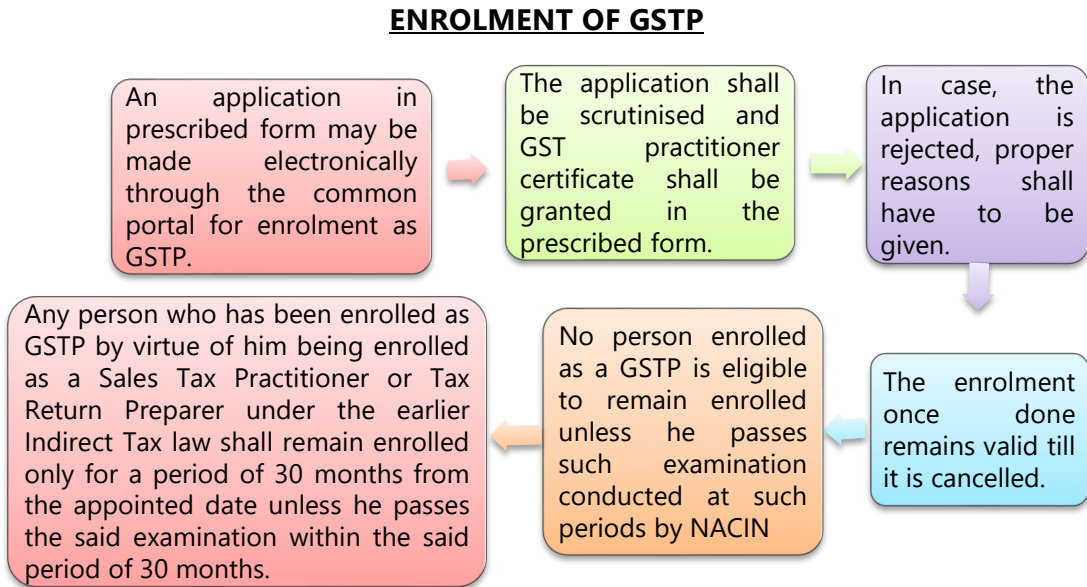 ENROLMENT OF GSTP
An application in
prescribed form may be
made electronically
through the common
portal for enrolment as
GSTP.
The application shall
be scrutinised and
GST practitioner
certificate shall be
granted in the
prescribed form.
In case, the
application is
rejected, proper
reasons shall
have to be
given.
The enrolment
once done
remains valid till
it is cancelled.
No person enrolled
as a GSTP is eligible
to remain enrolled
unless he passes
such examination
conducted at such
periods by NACIN
Any person who has been enrolled as
GSTP by virtue of him being enrolled
as a Sales Tax Practitioner or Tax
Return Preparer under the earlier
Indirect Tax law shall remain enrolled
only for a period of 30 months from
the appointed date unless he passes
the said examination within the said
period of 30 months.